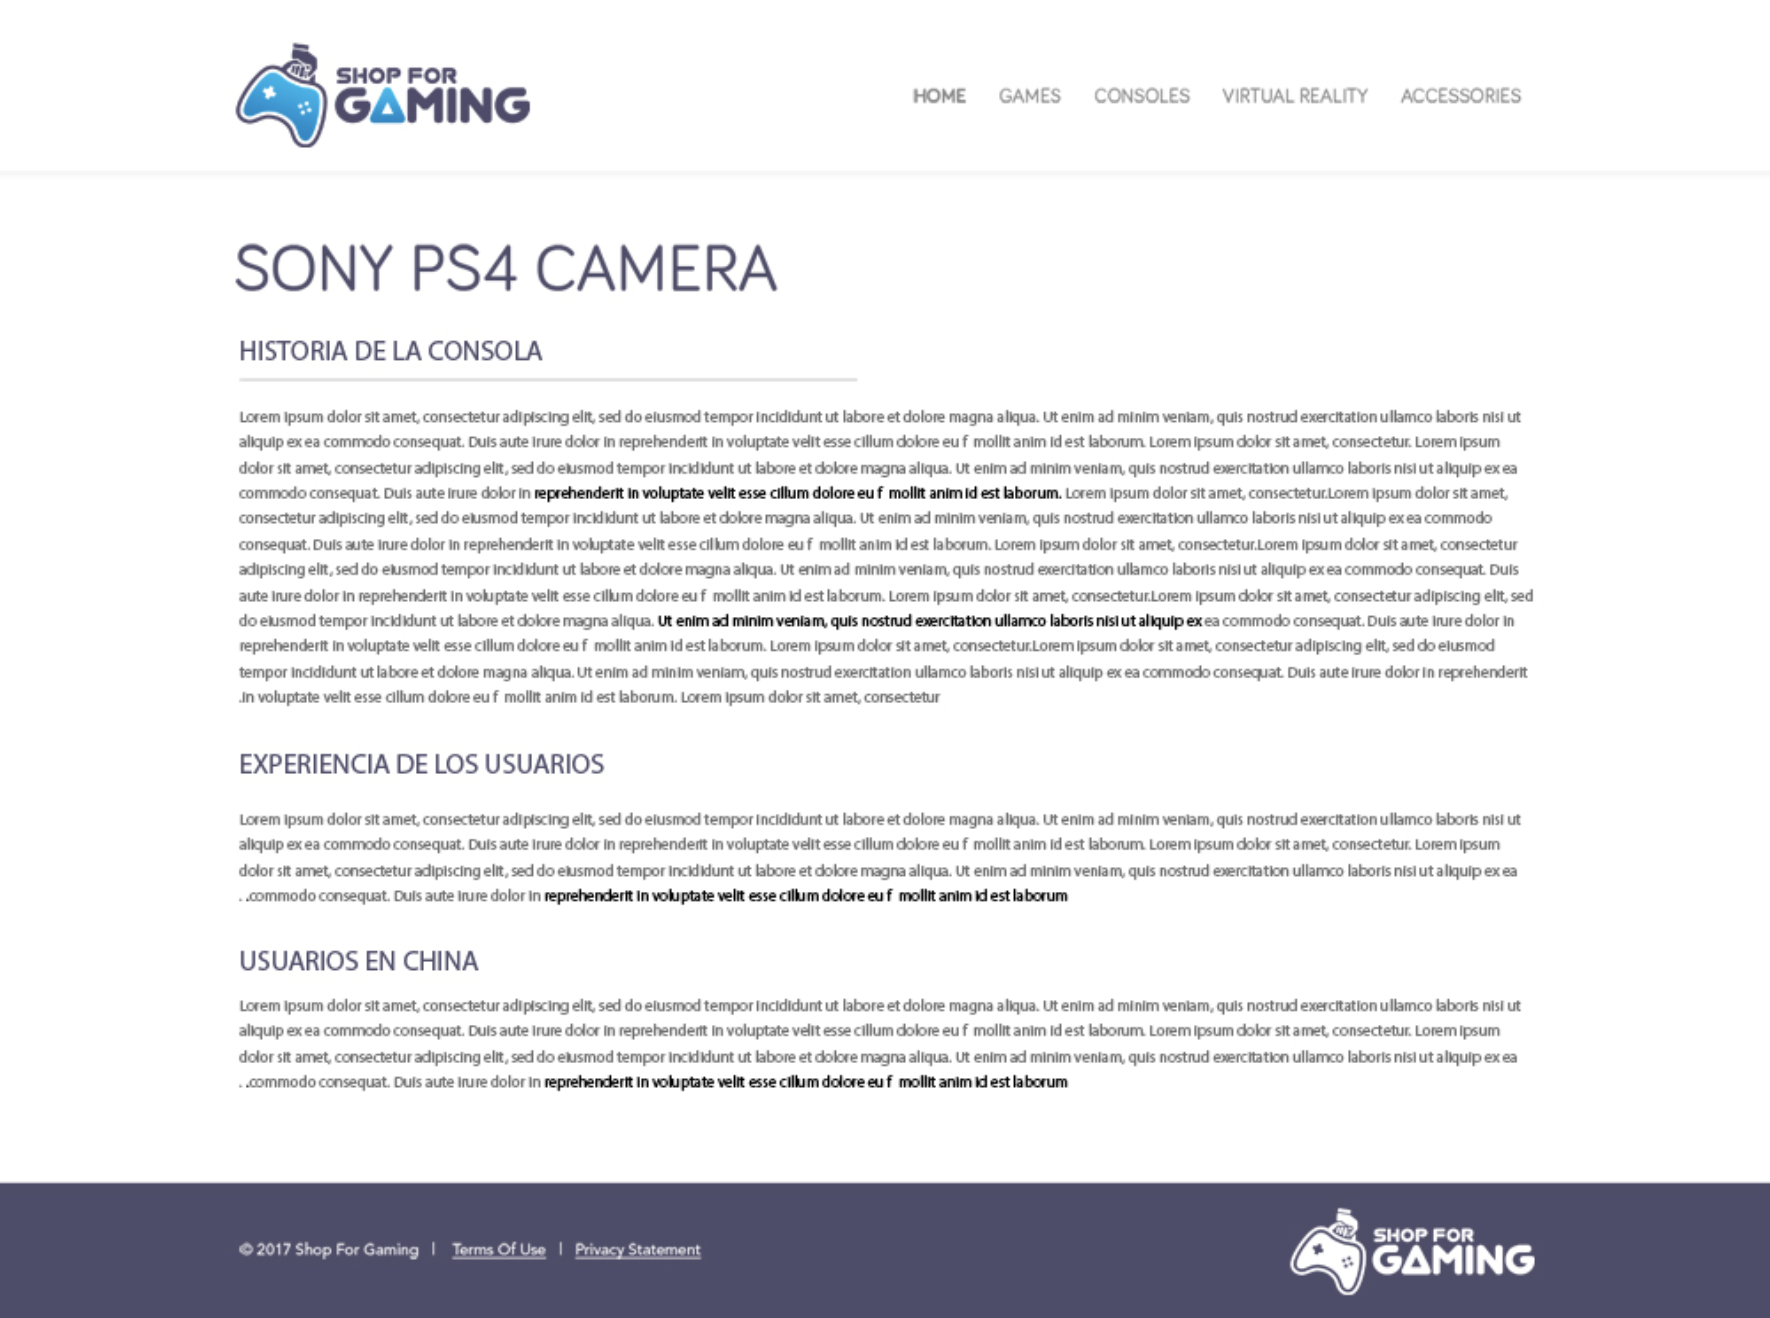 SHOP FOR
GAMING
HOME GAMES CONSOLES VIRTUAL REALITY ACCESSORIES
SONY PS4 CAMERA
HISTORIA DE LA CONSOLA
Lorem ipsum dolor sit amet, consectetur adipiscing elit, sed do eiusmod tempor incididunt ut labore et dolore magna aliqua. Ut enim ad minim veniam, quis nostrud exercitation ullamco laboris nisi ut
aliquip ex ea commodo consequat. Duis aute irure dolor in reprehenderit in voluptate velit esse cillum dolore eu f mollit anim id est laborum. Lorem ipsum dolor sit amet, consectetur. Lorem ipsum
dolor sit amet, consectetur adipiscing elit, sed do eiusmod tempor incididunt ut labore et dolore magna aliqua. Ut enim ad minim veniam, quis nostrud exercitation ullamco laboris nisi ut aliquip ex ea
commodo consequat. Duis aute irure dolor in reprehenderit in voluptate velit esse cillum dolore eu f mollit anim id est laborum. Lorem ipsum dolor sit amet, consectetur.Lorem ipsum dolor sit amet,
consectetur adipiscing elit, sed do eiusmod tempor incididunt ut labore et dolore magna aliqua. Ut enim ad minim veniam, quis nostrud exercitation ullamco laboris nisi ut aliquip ex ea commodo
consequat. Duis aute irure dolor in reprehenderit in voluptate velit esse cillum dolore eu f mollit anim id est laborum. Lorem ipsum dolor sit amet, consectetur.Lorem ipsum dolor sit amet, consectetur
adipiscing elit, sed do eiusmod tempor incididunt ut labore et dolore magna aliqua. Ut enim ad minim veniam, quis nostrud exercitation ullamco laboris nisi ut aliquip ex ea commodo consequat. Duis
aute irure dolor in reprehenderit in voluptate velit esse cillum dolore eu f mollit anim id est laborum. Lorem ipsum dolor sit amet, consectetur.Lorem ipsum dolor sit amet, consectetur adipiscing elit, sed
do eiusmod tempor incididunt ut labore et dolore magna aliqua. Ut enim ad minim veniam, quis nostrud exercitation ullamco laboris nisi ut aliquip ex ea commodo consequat. Duis aute irure dolor in
reprehenderit in voluptate velit esse cillum dolore eu f mollit anim id est laborum. Lorem ipsum dolor sit amet, consectetur.Lorem ipsum dolor sit amet, consectetur adipiscing elit, sed do eiusmod
tempor incididunt ut labore et dolore magna aliqua. Ut enim ad minim veniam, quis nostrud exercitation ullamco laboris nisi ut aliquip ex ea commodo consequat. Duis aute irure dolor in reprehenderit
.in voluptate velit esse cillum dolore eu f mollit anim id est laborum. Lorem ipsum dolor sit amet, consectetur
EXPERIENCIA DE LOS USUARIOS
Lorem ipsum dolor sit amet, consectetur adipiscing elit, sed do eiusmod tempor incididunt ut labore et dolore magna aliqua. Ut enim ad minim veniam, quis nostrud exercitation ullamco laboris nisi ut
aliquip ex ea commodo consequat. Duis aute irure dolor in reprehenderit in voluptate velit esse cillum dolore eu f mollit anim id est laborum. Lorem ipsum dolor sit amet, consectetur. Lorem ipsum
dolor sit amet, consectetur adipiscing elit, sed do eiusmod tempor incididunt ut labore et dolore magna aliqua. Ut enim ad minim veniam, quis nostrud exercitation ullamco laboris nisi ut aliquip ex ea
. .commodo consequat. Duis aute irure dolor in reprehenderit in voluptate velit esse cillum dolore eu f mollit anim id est laborum
USUARIOS EN CHINA
Lorem ipsum dolor sit amet, consectetur adipiscing elit, sed do eiusmod tempor incididunt ut labore et dolore magna aliqua. Ut enim ad minim veniam, quis nostrud exercitation ullamco laboris nisi ut
aliquip ex ea commodo consequat. Duis aute irure dolor in reprehenderit in voluptate velit esse cillum dolore eu f mollit anim id est laborum. Lorem ipsum dolor sit amet, consectetur. Lorem ipsum
dolor sit amet, consectetur adipiscing elit, sed do eiusmod tempor incididunt ut labore et dolore magna aliqua. Ut enim ad minim veniam, quis nostrud exercitation ullamco laboris nisi ut aliquip ex ea
. .commodo consequat. Duis aute irure dolor in reprehenderit in voluptate velit esse cillum dolore eu f mollit anim id est laborum
© 2017 Shop For Gaming | Terms Of Use | Privacy Statement
SHOP FOR
GAMING